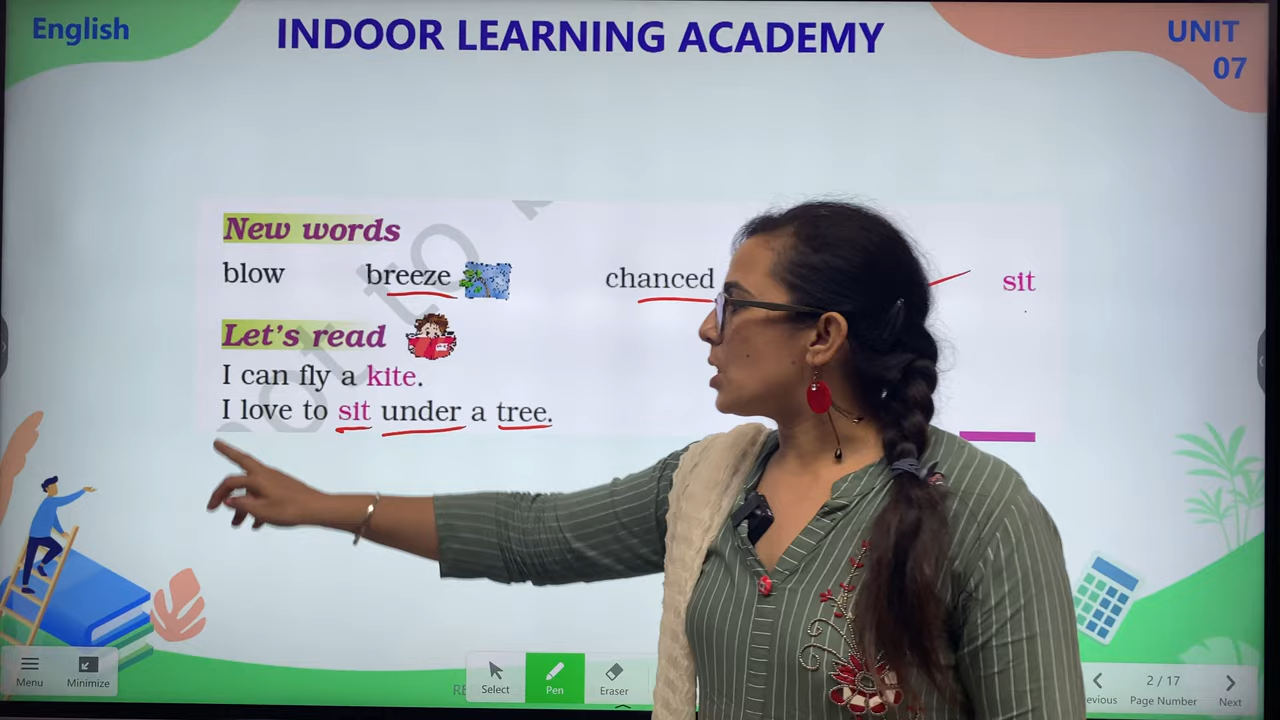 English
INDOOR LEARNING ACADEMY
UNIT
07
New words
blow breeze chanced sit
Let's read
I can fly a kite.
I love to sit under a tree.
Menu
Minimize
Select
Pen
Eraser
2 / 17
Page Number
Next